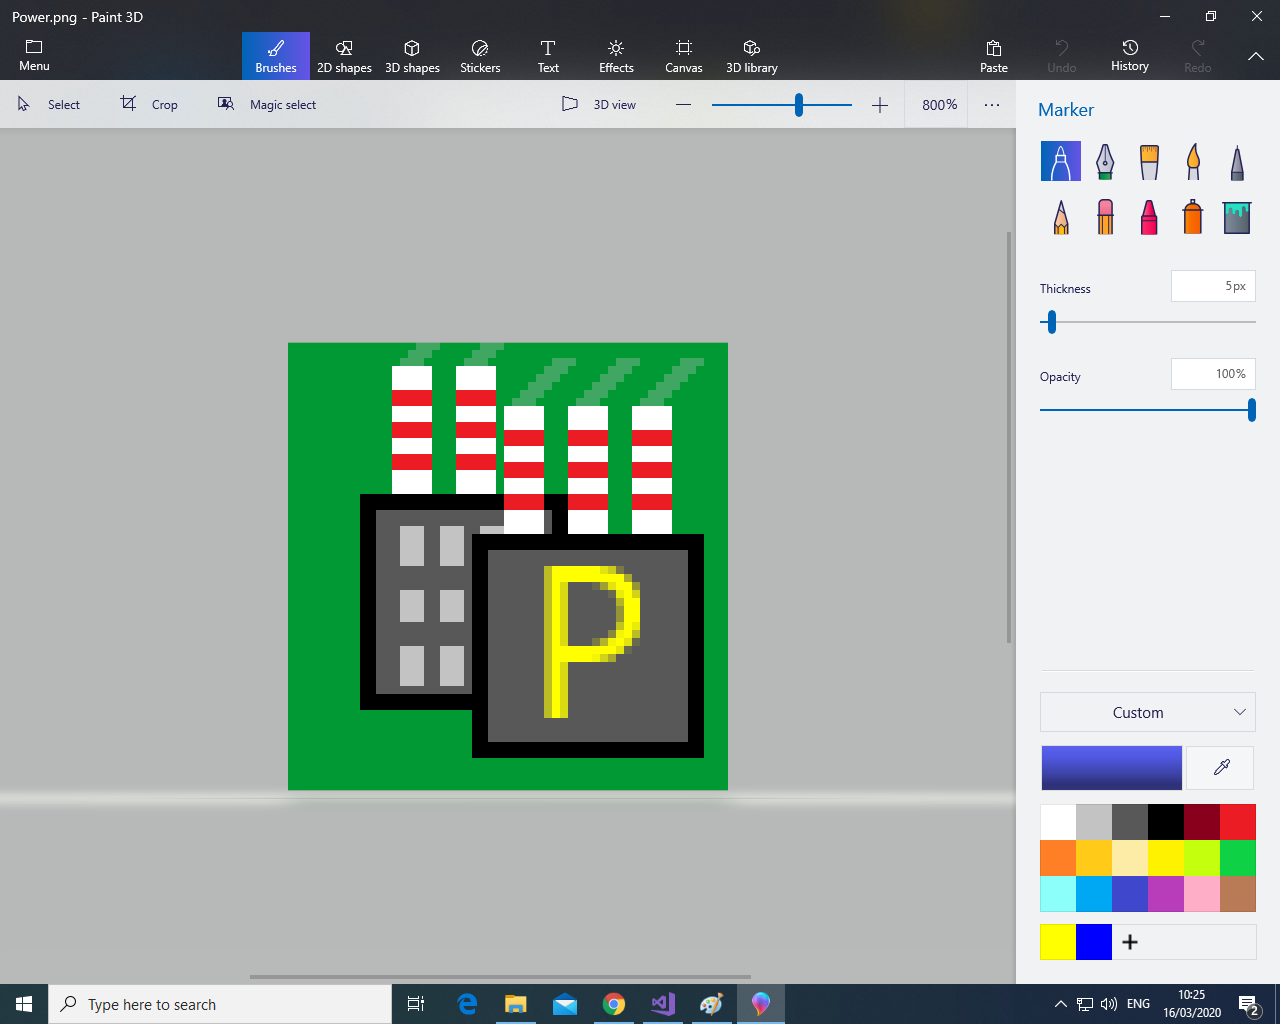 Power.png - Paint 3D
Menu
Brushes
2D shapes
3D shapes
Stickers
Text
Effects
Canvas
3D library
Paste
Undo
History
Redo
Select
Crop
Magic select
3D view
800%
Marker
Thickness
5px
Opacity
100%
Custom
P
Type here to search
ENG
10:25
16/03/2020
2